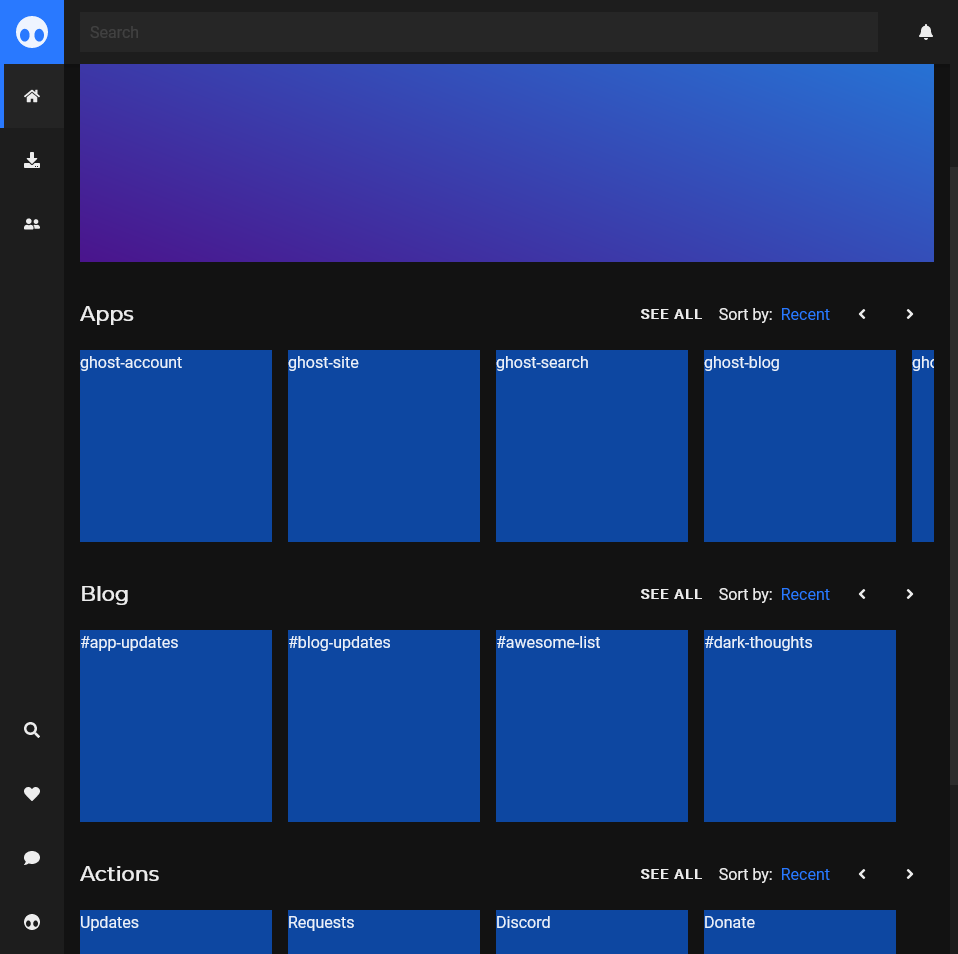 Search
Apps
SEE ALL Sort by: Recent
ghost-account ghost-site ghost-search ghost-blog
Blog
SEE ALL Sort by: Recent
#app-updates #blog-updates #awesome-list #dark-thoughts
Actions
SEE ALL Sort by: Recent
Updates Requests Discord Donate